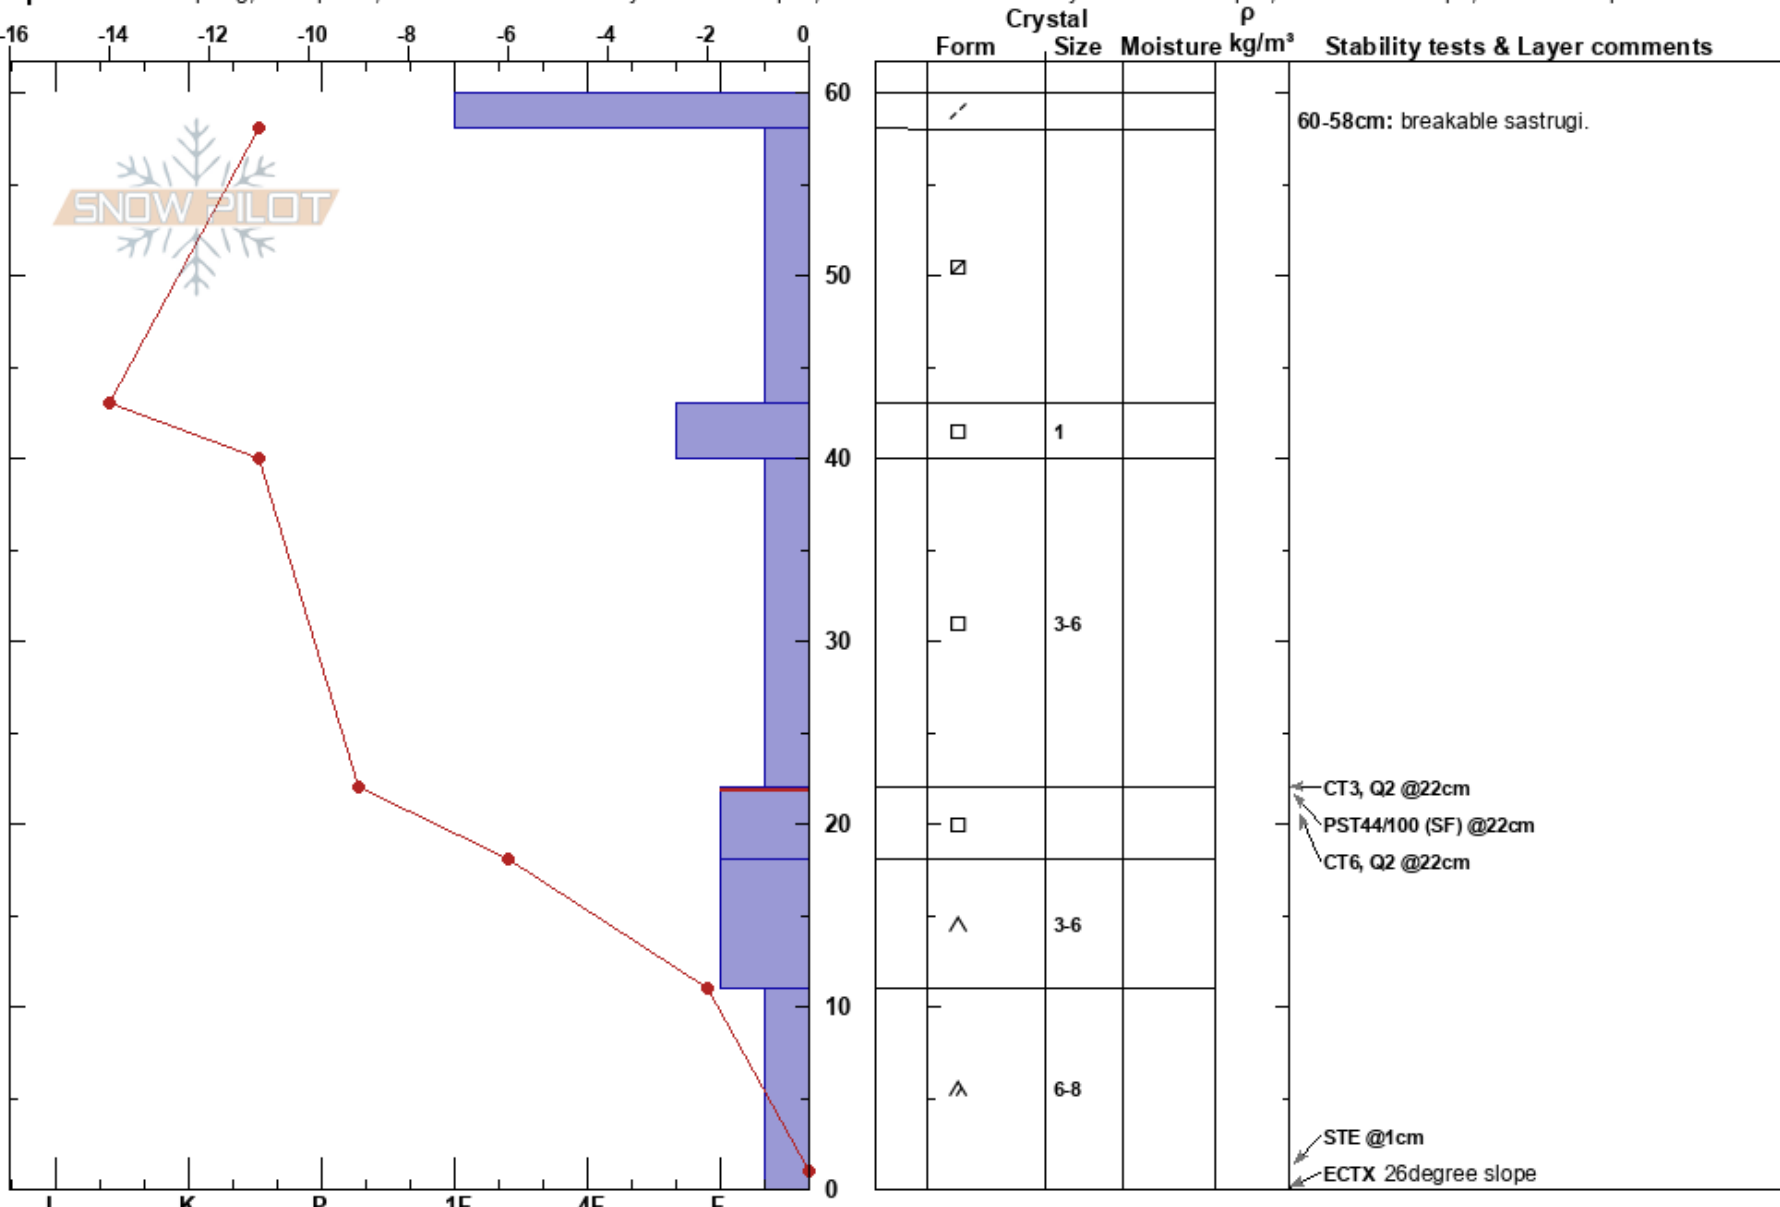 Crystal ρ
-16 -14 -12 -10 -8 -6 -4 -2 0 Form Size Moisture kg/m³ Stability tests & Layer comments
60
60-58cm: breakable sastrugi.
SNOW PILOT
50
1
40
3-6
30
CT3, Q2 @22cm
20 PST44/100 (SF) @22cm
CT6, Q2 @22cm
3-6
10
6-8
STE @1cm
ECTX 26degree slope
0
I K P 1F 4F F